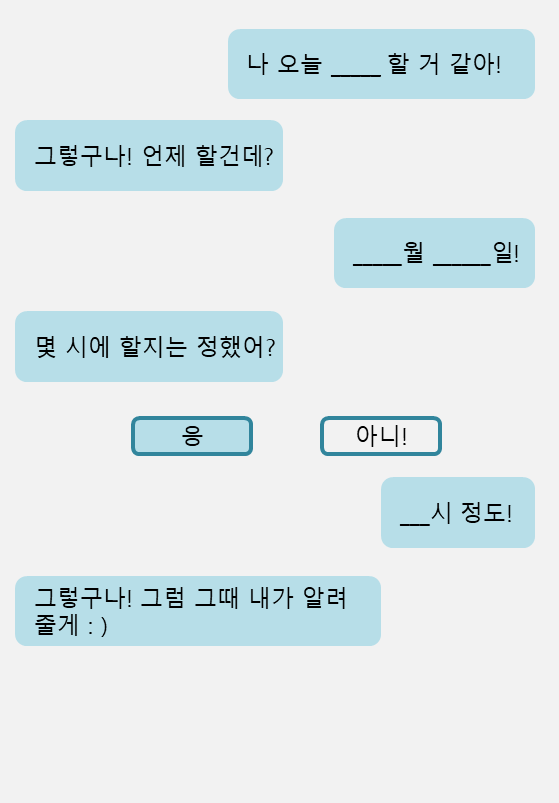 나 오늘 _____ 할 거 같아!
그렇구나! 언제 할건데?
_____월 ______일!
몇 시에 할지는 정했어?
응 아니!
___시 정도!
그렇구나! 그럼 그때 내가 알려
줄게 : )